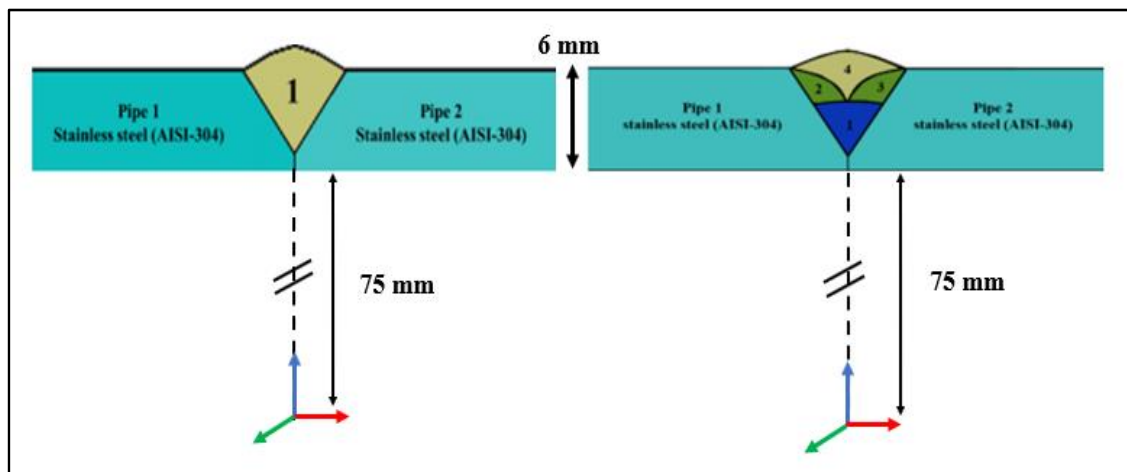 6 mm
1
Pipe 1
Stainless steel (AISI-304)
Pipe 2
Stainless steel (AISI-304)
75 mm
4
2
3
1
Pipe 1
stainless steel (AISI-304)
Pipe 2
stainless steel (AISI-304)
75 mm